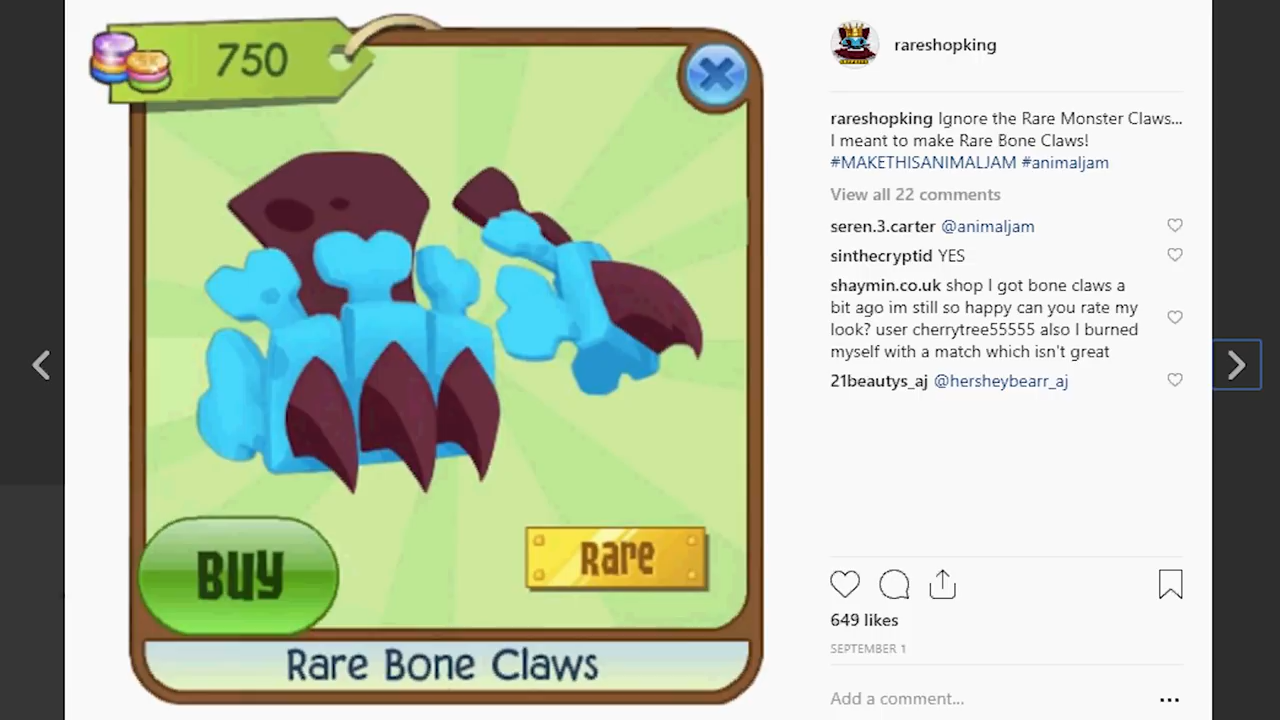 750
BUY
Rare
Rare Bone Claws
rareshopking
rareshopking Ignore the Rare Monster Claws...
I meant to make Rare Bone Claws!
#MAKETHISANIMALJAM #animaljam
View all 22 comments
seren.3.carter @animaljam
sinthecryptid YES
shaymin.co.uk shop I got bone claws a
bit ago im still so happy can you rate my
look? user cherrytree55555 also I burned
myself with a match which isn't great
21beautys_aj @hersheybearr_aj
649 likes
SEPTEMBER 1
Add a comment...